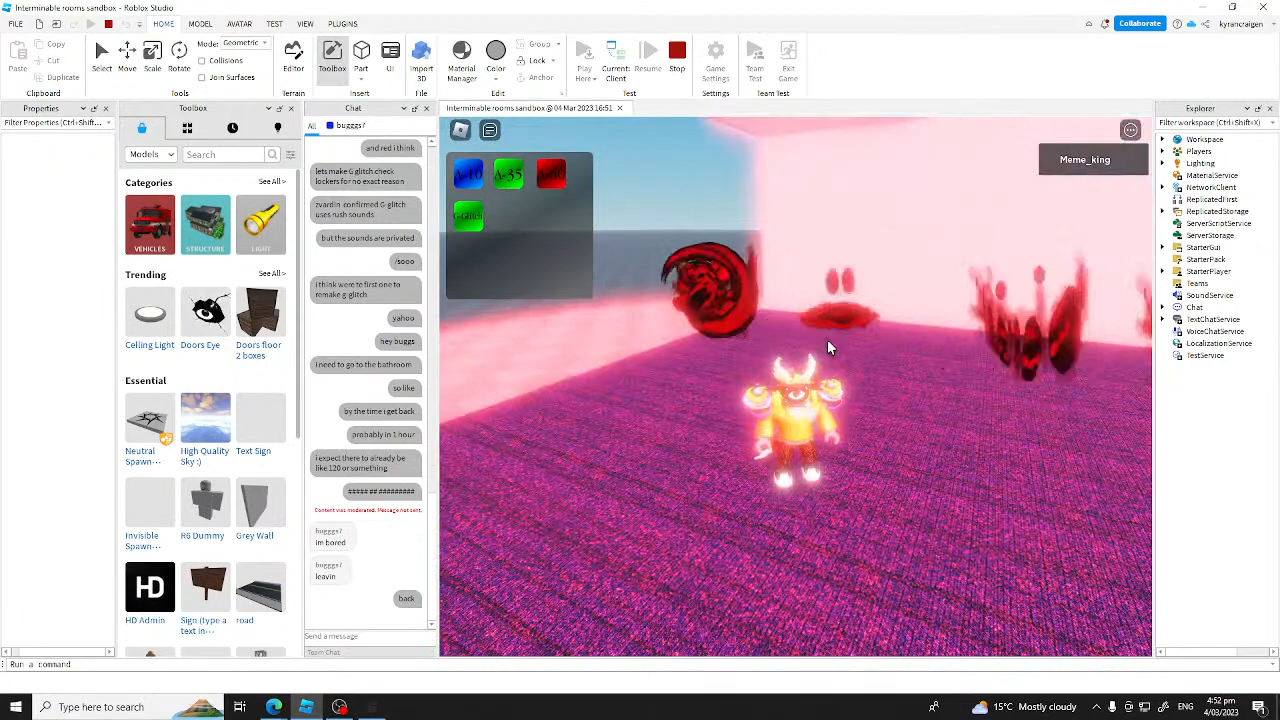 Interminable rooms sandbox - Roblox Studio
FILE HOME MODEL AVATAR TEST VIEW PLUGINS
Collaborate
kyrancraigen
Paste
Copy
Cut
Duplicate
Clipboard
Select Move Scale Rotate
Mode: Geometric
Collisions
Join Surfaces
Tools
Editor
Terrain
Toolbox
Part
UI
Insert
Import
3D
Material
Manager
Color
Group
Lock
Anchor
Edit
Play
Here
Current:
Client
Resume
Stop
Test
Game
Settings
Settings
Team
Test
Exit
Game
Team Test
Properties
Filter Properties (Ctrl+Shift+...
Toolbox
Models
Search
Categories
See All >
VEHICLES
STRUCTURE
LIGHT
Trending
See All >
Ceiling Light
Doors Eye
Doors floor
2 boxes
Essential
Neutral
Spawn...
High Quality
Sky :)
Text Sign
Invisible
Spawn...
R6 Dummy
Grey Wall
HD
HD Admin
Sign (type a
text in...
road
Chat
All
bugggs7
and red i think
lets make G glitch check
lockers for no exact reason
zvardin confirmed G-glitch
uses rush sounds
but the sounds are privated
/sooo
i think were te first one to
remake g-glitch
yahoo
hey buggs
I need to go to the bathroom
so like
by the time i get back
probably in 1 hour
i expect there to already be
like 120 or something
##### ## #########
Content was moderated. Message not sent.
bugggs7
im bored
bugggs7
leavin
back
Send a message
Team Chat
Interminable rooms sandbox @ 04 Mar 2023 16:51
A-10
A-35
G-Glitch
Meme_king
Explorer
Filter workspace (Ctrl+Shift+X)
Workspace
Players
Lighting
MaterialService
NetworkClient
ReplicatedFirst
ReplicatedStorage
ServerScriptService
ServerStorage
StarterGui
StarterPack
StarterPlayer
Teams
SoundService
Chat
TextChatService
VoiceChatService
LocalizationService
TestService
Run a command
Type here to search
15°C Mostly cloudy
ENG
4:52 pm
4/03/2023